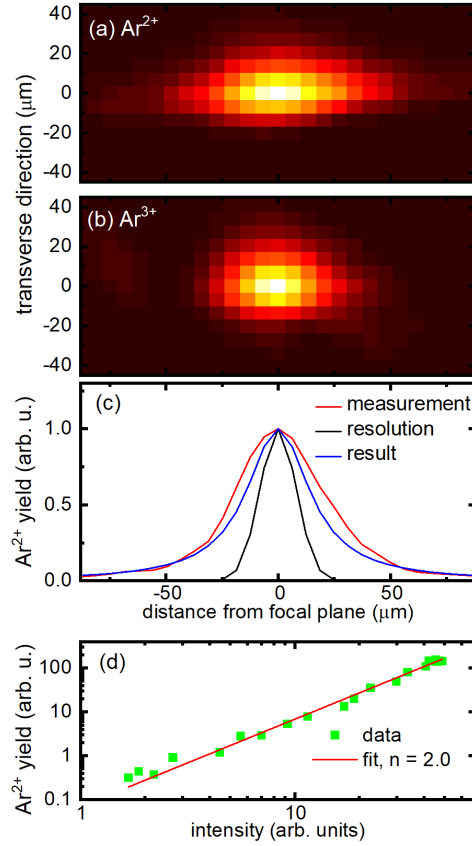 (a) Ar2+
40
20
0
-20
-40
(b) Ar3+
40
20
0
-20
-40
transverse direction (μm)
(c)
measurement
resolution
result
1.0
0.5
0.0
Ar2+ yield (arb. u.)
-50 0 50
distance from focal plane (μm)
(d)
100
10
1
0.1
Ar2+ yield (arb. u.)
data
fit, n = 2.0
1 10
intensity (arb. units)